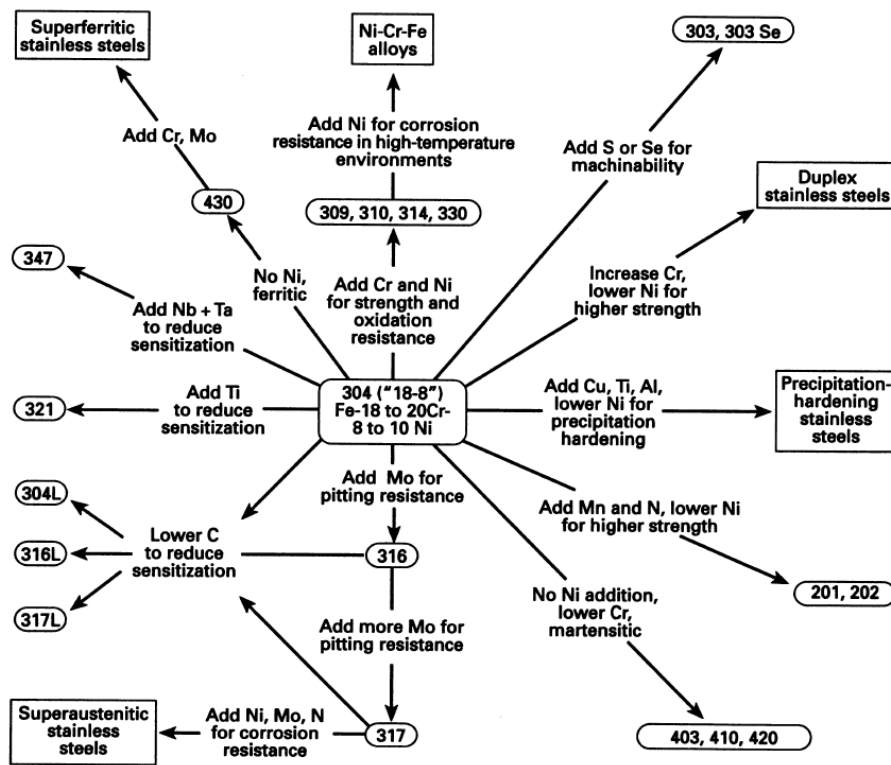 Superferritic
stainless steels
Ni-Cr-Fe
alloys
303, 303 Se
Add Cr, Mo
Add Ni for corrosion
resistance in high-temperature
environments
Add S or Se for
machinability
Duplex
stainless steels
430
309, 310, 314, 330
347
No Ni,
ferritic
Add Cr and Ni
for strength and
oxidation
resistance
Increase Cr,
lower Ni for
higher strength
Add Nb + Ta
to reduce
sensitization
321
Add Ti
to reduce
sensitization
304 ("18-8")
Fe-18 to 20Cr-
8 to 10 Ni
Add Cu, Ti, Al,
lower Ni for
precipitation
hardening
Precipitation-
hardening
stainless
steels
Add Mo for
pitting resistance
304L
316L
317L
Lower C
to reduce
sensitization
316
Add Mn and N, lower Ni
for higher strength
201, 202
No Ni addition,
lower Cr,
martensitic
Add more Mo for
pitting resistance
Superaustenitic
stainless
steels
Add Ni, Mo, N
for corrosion
resistance
317
403, 410, 420